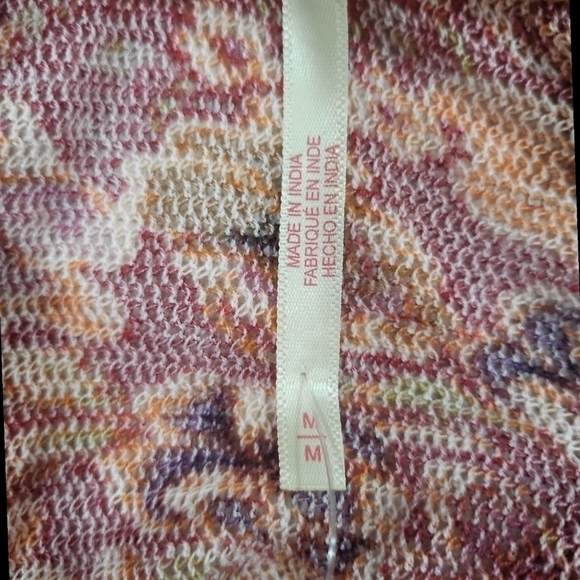 MADE IN INDIA
FABRIQUÉ EN INDE
HECHO EN INDIA
M|M